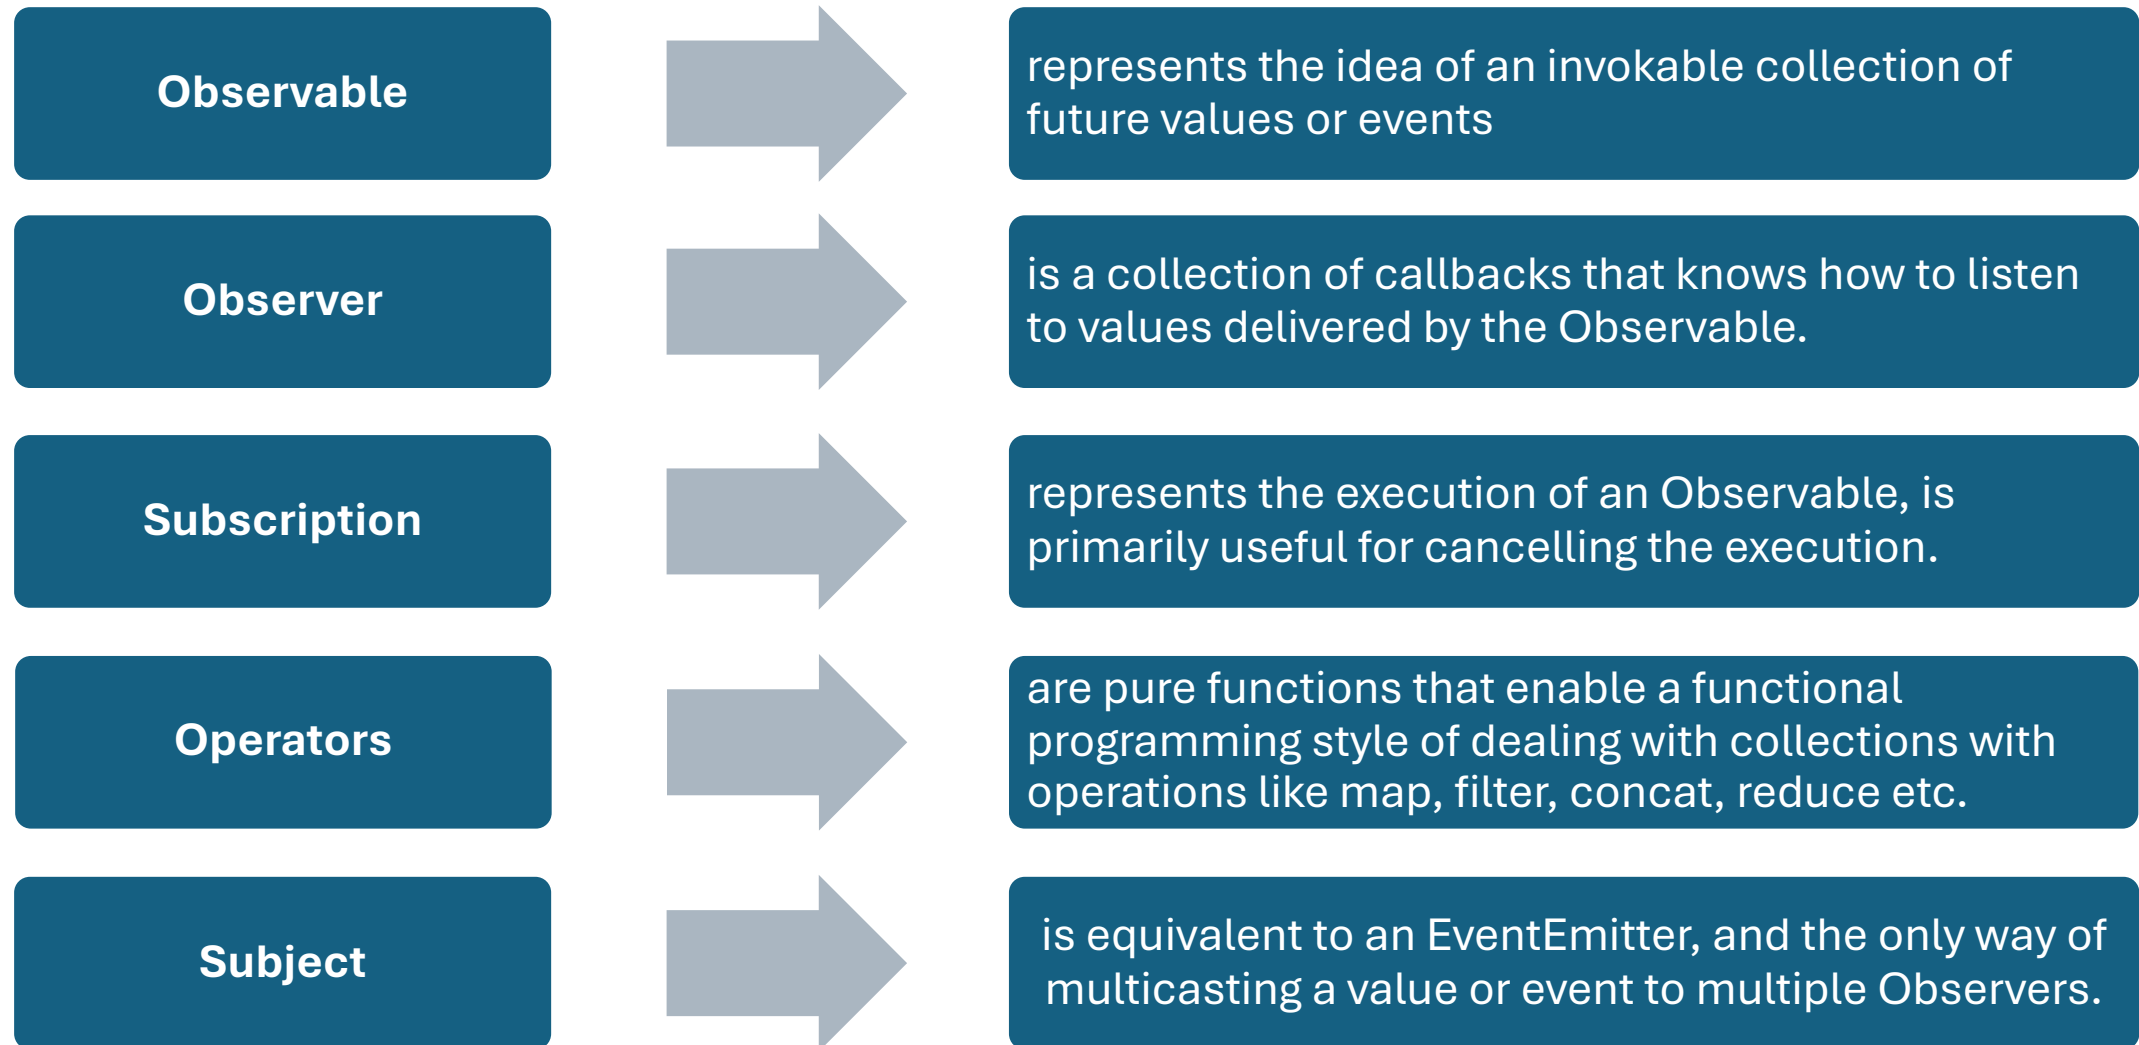 Observable
represents the idea of an invokable collection of
future values or events
Observer
is a collection of callbacks that knows how to listen
to values delivered by the Observable.
Subscription
represents the execution of an Observable, is
primarily useful for cancelling the execution.
Operators
are pure functions that enable a functional
programming style of dealing with collections with
operations like map, filter, concat, reduce etc.
Subject
is equivalent to an EventEmitter, and the only way of
multicasting a value or event to multiple Observers.